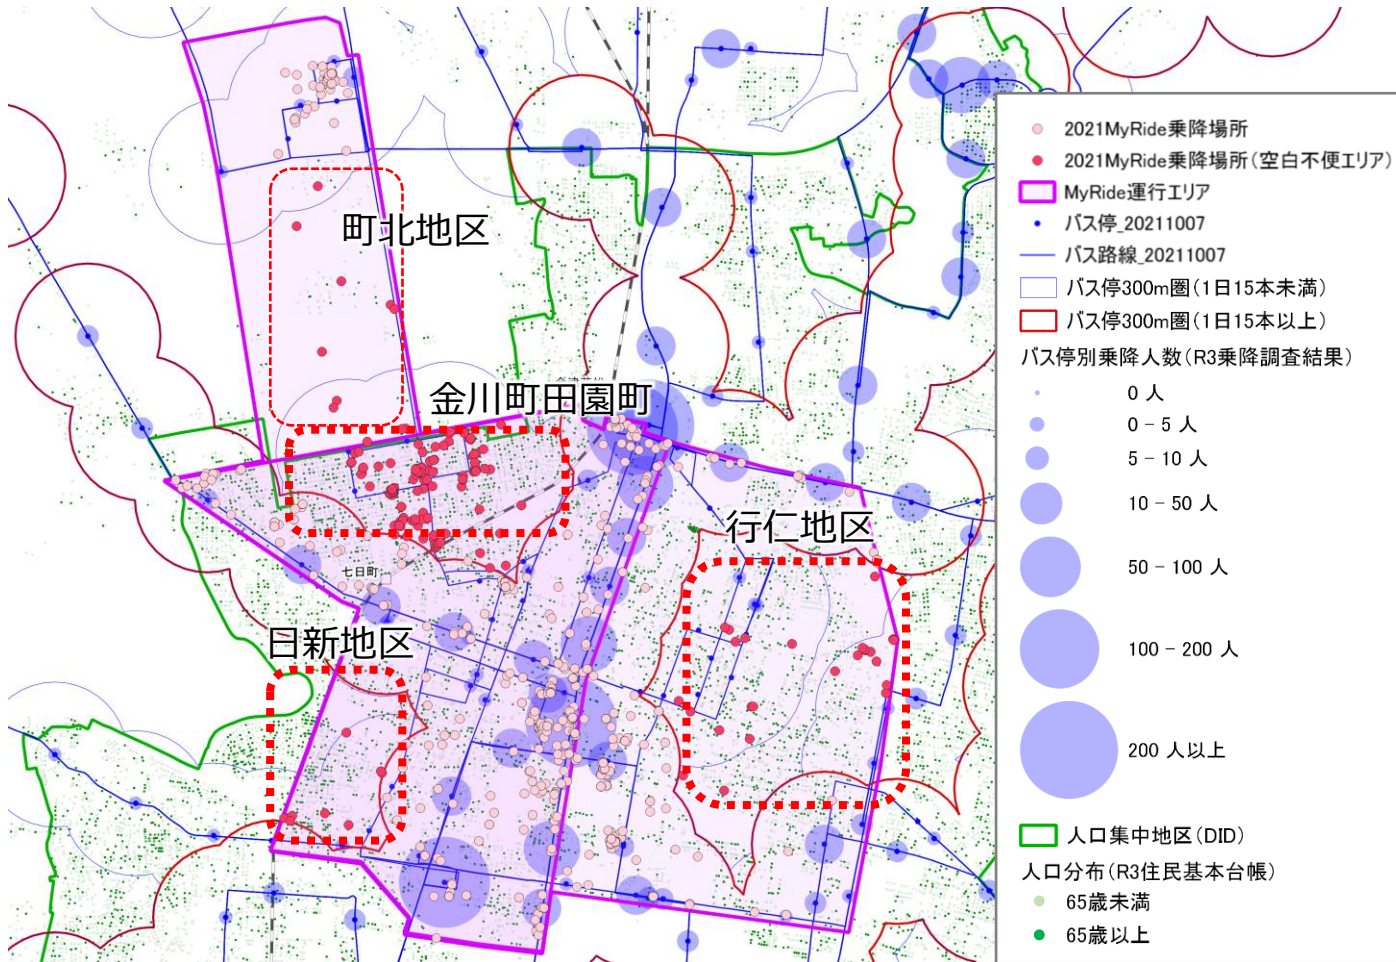 町北地区
金川町田園町
行仁地区
七日町
日新地区
2021MyRide乗降場所
2021MyRide乗降場所(空白不便エリア)
MyRide運行エリア
バス停_20211007
バス路線_20211007
バス停300m圏(1日15本未満)
バス停300m圏(1日15本以上)
バス停別乗降人数(R3乗降調査結果)
0 人
0 - 5 人
5 - 10 人
10 - 50 人
50 - 100 人
100 - 200 人
200 人以上
人口集中地区(DID)
人口分布(R3住民基本台帳)
65歳未満
65歳以上